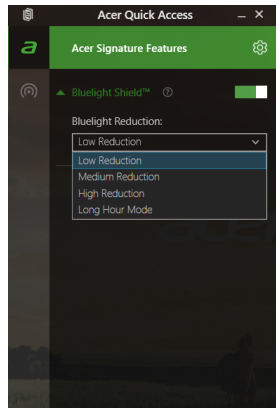 Acer Quick Access
Acer Signature Features
Bluelight Shield™
Bluelight Reduction:
Low Reduction
Low Reduction
Medium Reduction
High Reduction
Long Hour Mode